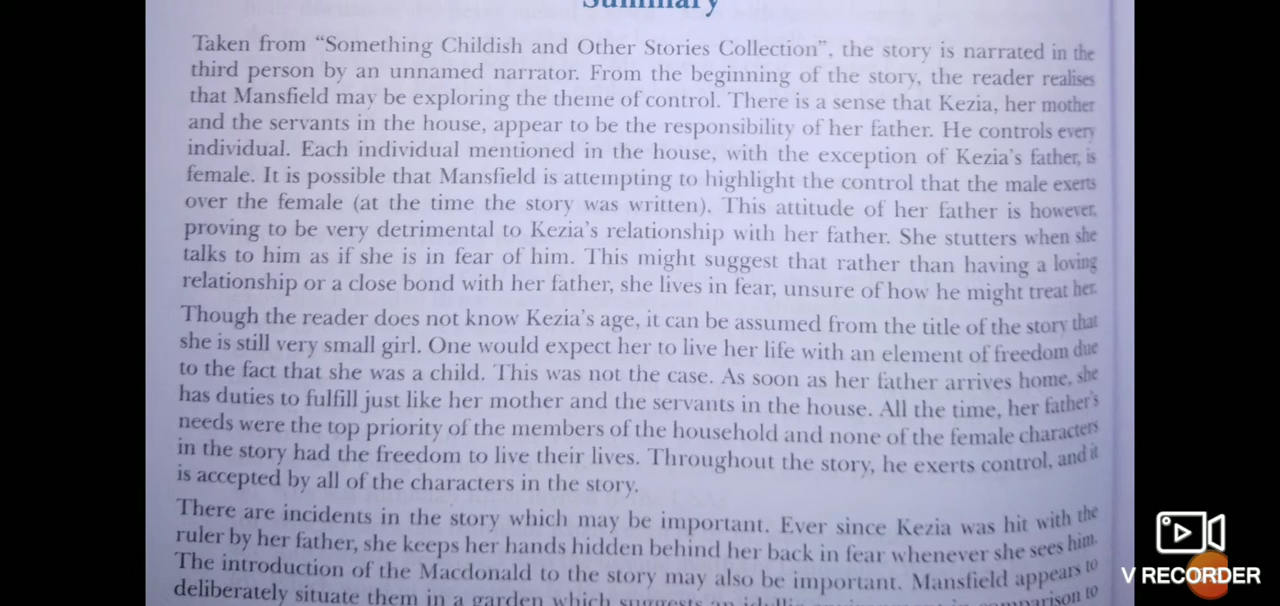 Summary
Taken from “Something Childish and Other Stories Collection”, the story is narrated in the
third person by an unnamed narrator. From the beginning of the story, the reader realises
that Mansfield may be exploring the theme of control. There is a sense that Kezia, her mother
and the servants in the house, appear to be the responsibility of her father. He controls every
individual. Each individual mentioned in the house, with the exception of Kezia’s father, is
female. It is possible that Mansfield is attempting to highlight the control that the male exerts
over the female (at the time the story was written). This attitude of her father is however,
proving to be very detrimental to Kezia’s relationship with her father. She stutters when she
talks to him as if she is in fear of him. This might suggest that rather than having a loving
relationship or a close bond with her father, she lives in fear, unsure of how he might treat her.
Though the reader does not know Kezia’s age, it can be assumed from the title of the story that
she is still very small girl. One would expect her to live her life with an element of freedom due
to the fact that she was a child. This was not the case. As soon as her father arrives home, she
has duties to fulfill just like her mother and the servants in the house. All the time, her father’s
needs were the top priority of the members of the household and none of the female characters
in the story had the freedom to live their lives. Throughout the story, he exerts control, and it
is accepted by all of the characters in the story.
There are incidents in the story which may be important. Ever since Kezia was hit with the
ruler by her father, she keeps her hands hidden behind her back in fear whenever she sees him.
The introduction of the Macdonald to the story may also be important. Mansfield appears to
deliberately situate them in a garden which suggests an
V RECORDER